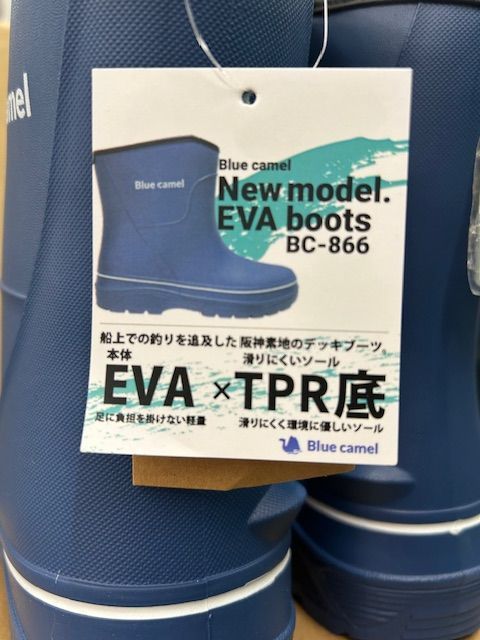 amel
Blue camel
Blue camel
New model.
EVA boots
BC-866
船上での釣りを追及した阪神素地のデッキブーツ。
本体
滑りにくいソール
EVA×TPR底
足に負担を掛けない軽量
滑りにくく環境に優しいソール
Blue camel